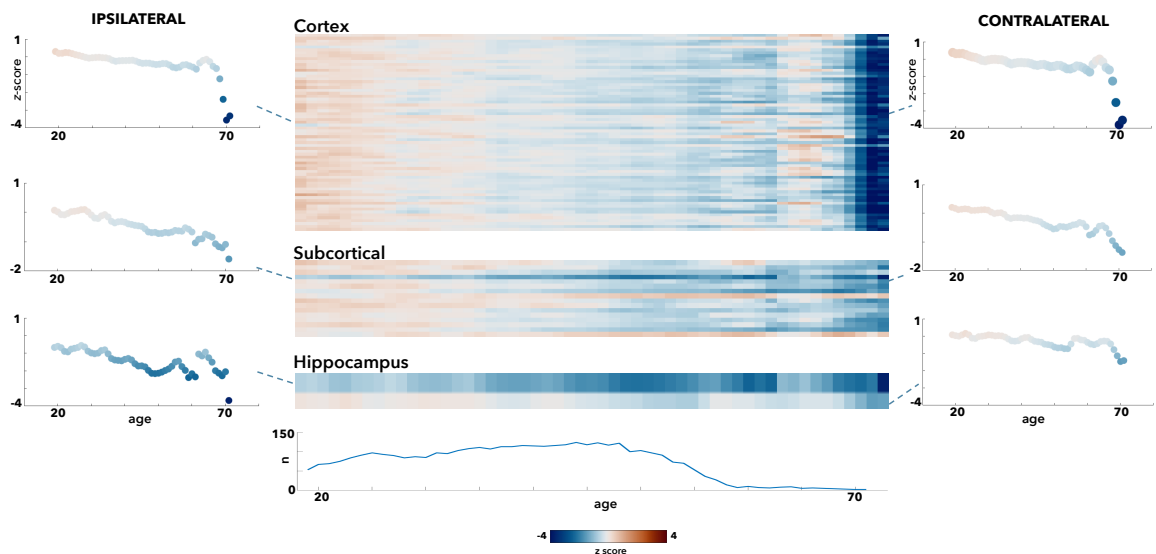 IPSILATERAL
1
z-score
-4
20
70
1
-2
20
70
1
-4
20
70
age
Cortex
Subcortical
Hippocampus
150
n
0
20
70
age
-4
4
z score
CONTRALATERAL
1
z-score
-4
20
70
1
-2
20
70
1
-4
20
70
age